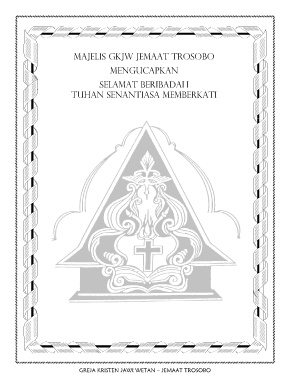 MAJELIS GKJW JEMAAT TROSOBO
MENGUCAPKAN
SELAMAT BERIBADAH
TUHAN SENANTIASA MEMBERKATI
GREJA KRISTEN JAWI WETAN – JEMAAT TROSOBO